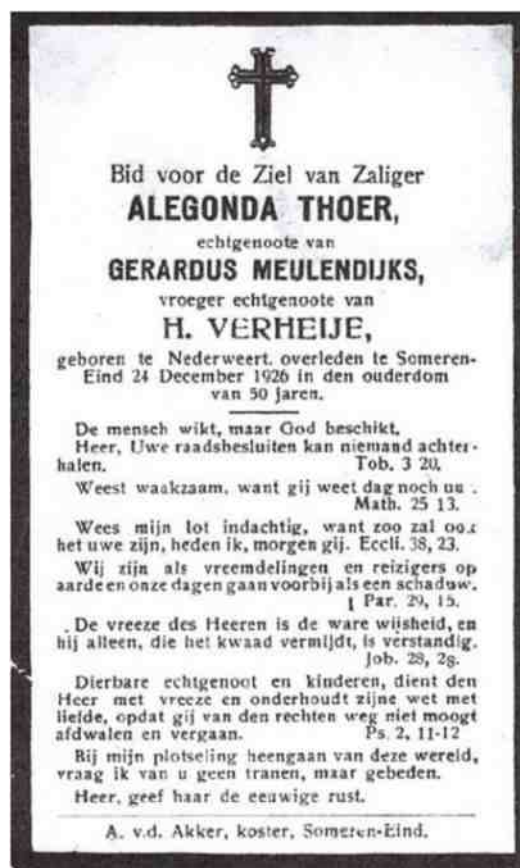 Bid voor de Ziel van Zaliger
ALEGONDA THOER,
echtgenoote van
GERARDUS MEULENDIJKS,
vroeger echtgenoote van
H. VERHEIJE,
geboren te Nederweert, overleden te Someren-
Eind 24 December 1926 in den ouderdom
van 50 jaren.
De mensch wikt, maar God beschikt.
Heer, Uwe raadsbesluiten kan niemand achter-
halen. Tob. 3 20.
Weest waakzaam, want gij weet dag noch
Math. 25 13.
Wees mijn lot indachtig, want zoo zal
het uwe zijn, heden ik, morgen gij. Eccli. 38, 23.
Wij zijn als vreemdelingen en reizigers op
aarde en onze dagen gaan voorbij als een schaduw.
I Par. 29, 15.
De vreeze des Heeren is de ware wijsheid, en
hij alleen, die het kwaad vermijdt, is verstandig.
Job. 28, 28.
Dierbare echtgenoot en kinderen, dient den
Heer met vreeze en onderhoudt zijne wet met
liefde, opdat gij van den rechten weg niet moogt
afdwalen en vergaan. Ps. 2, 11-12
Bij mijn plotseling heengaan van deze wereld,
vraag ik van u geen tranen, maar gebeden.
Heer, geef haar de eeuwige rust.
A. v.d. Akker, koster, Someren-Eind.